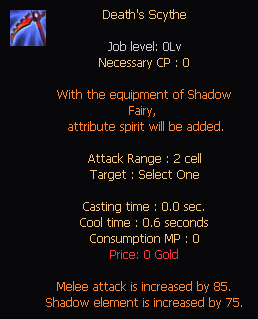 Death's Scythe
Job level: 0Lv
Necessary CP : 0
With the equipment of Shadow
Fairy,
attribute spirit will be added.
Attack Range : 2 cell
Target : Select One
Casting time : 0.0 sec.
Cool time : 0.6 seconds
Consumption MP : 0
Price: 0 Gold
Melee attack is increased by 85.
Shadow element is increased by 75.